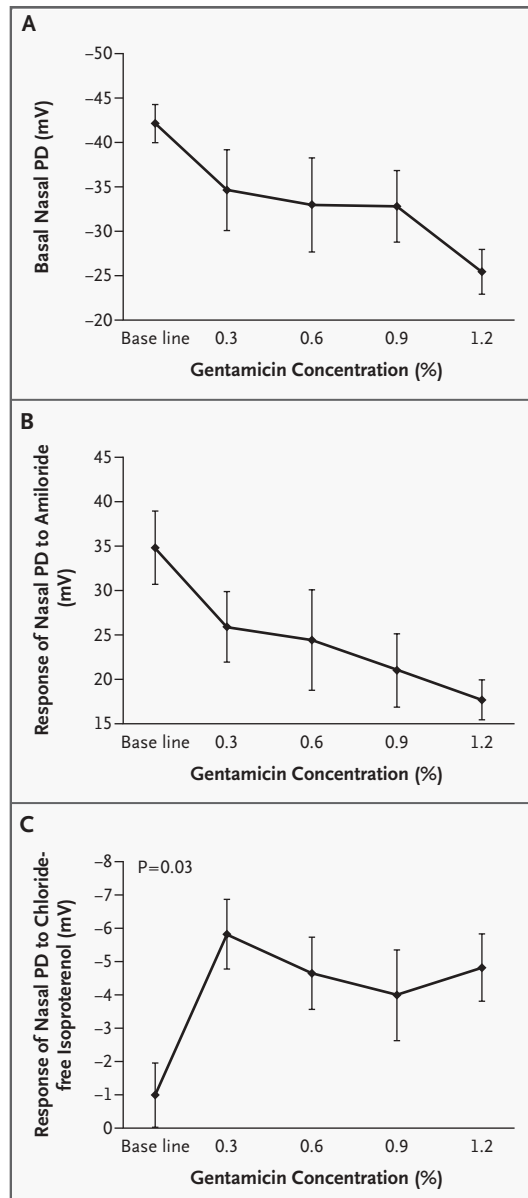 A
Basal Nasal PD (mV)
–50
–45
–40
–35
–30
–25
–20
Base line 0.3 0.6 0.9 1.2
Gentamicin Concentration (%)
B
Response of Nasal PD to Amiloride
(mV)
45
40
35
30
25
20
15
Base line 0.3 0.6 0.9 1.2
Gentamicin Concentration (%)
C
Response of Nasal PD to Chloride-
free Isoproterenol (mV)
P=0.03
–8
–7
–6
–5
–4
–3
–2
–1
0
Base line 0.3 0.6 0.9 1.2
Gentamicin Concentration (%)